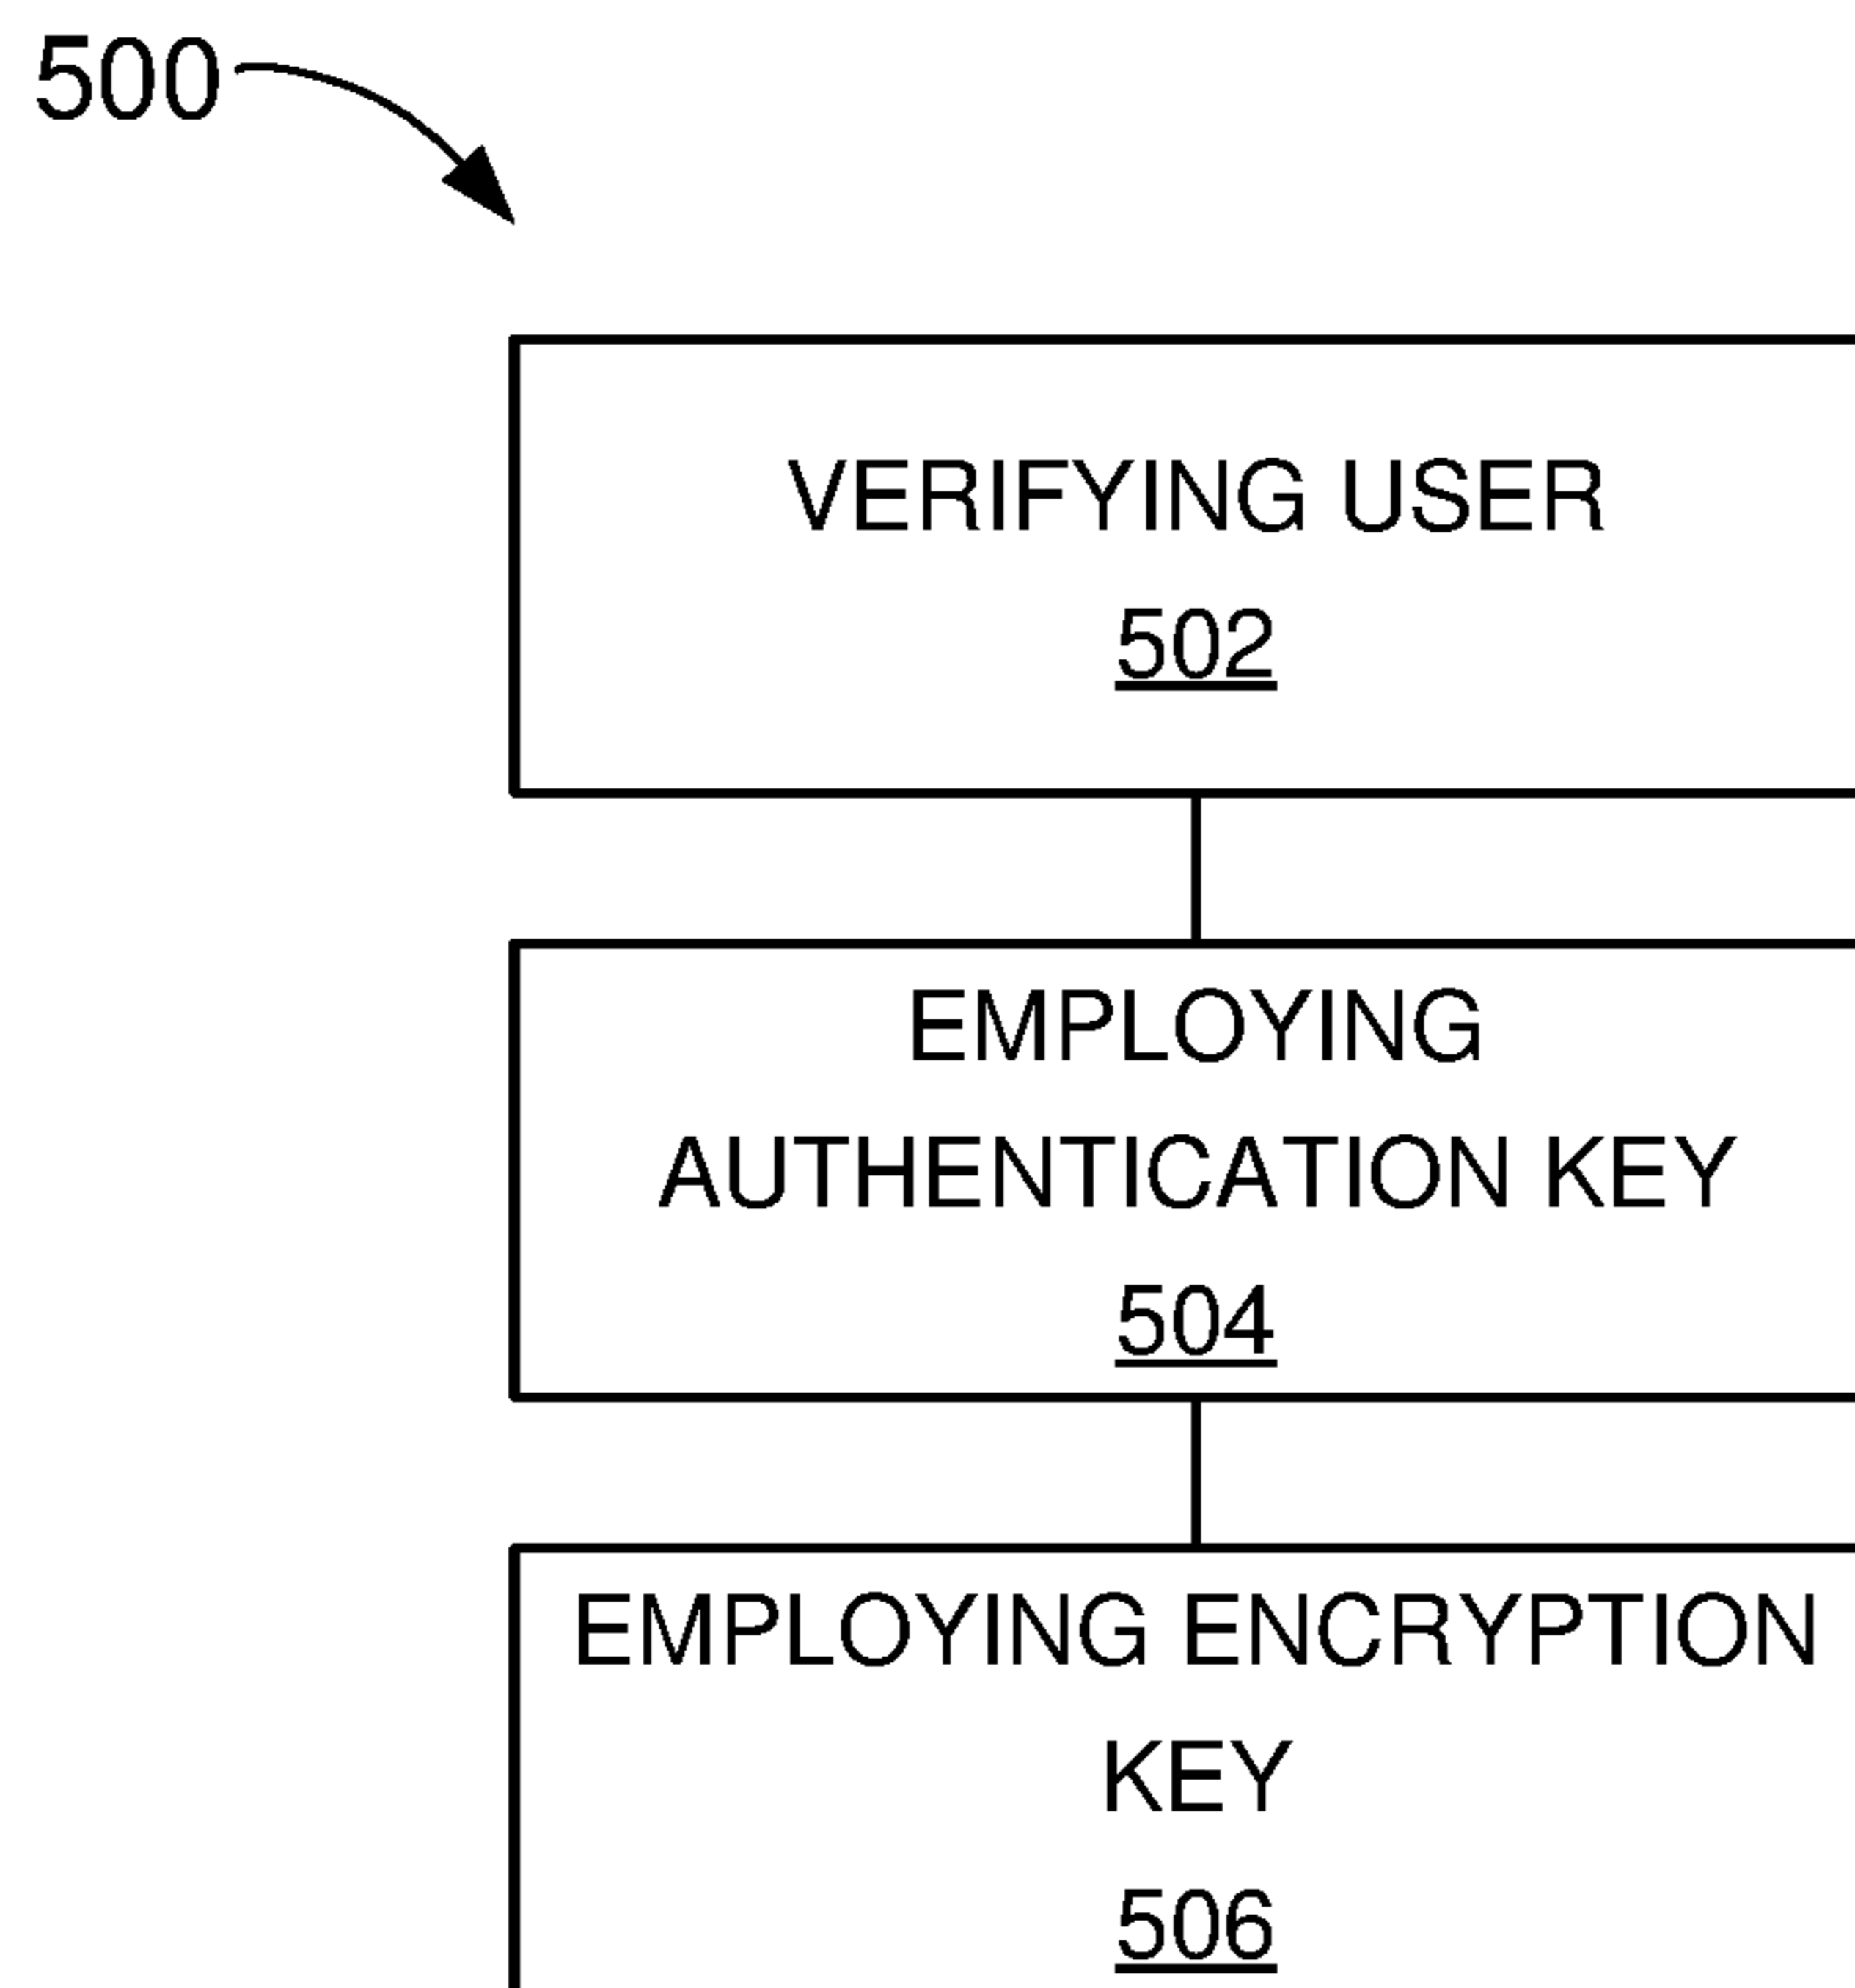 500
VERIFYING USER
502
EMPLOYING
AUTHENTICATION KEY
504
EMPLOYING ENCRYPTION
KEY
506